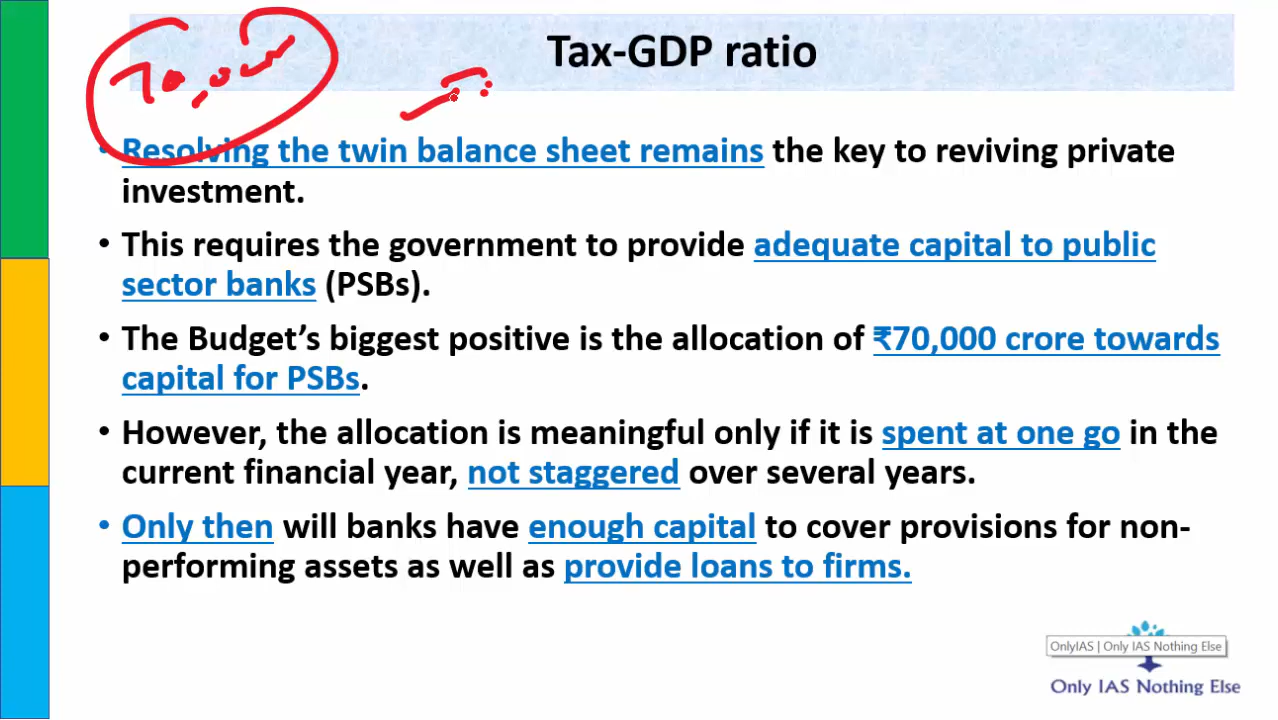 Tax-GDP ratio
70,000
• Resolving the twin balance sheet remains the key to reviving private
investment.
• This requires the government to provide adequate capital to public
sector banks (PSBs).
• The Budget’s biggest positive is the allocation of ₹70,000 crore towards
capital for PSBs.
• However, the allocation is meaningful only if it is spent at one go in the
current financial year, not staggered over several years.
• Only then will banks have enough capital to cover provisions for non-
performing assets as well as provide loans to firms.
OnlyIAS | Only IAS Nothing Else
Only IAS Nothing Else